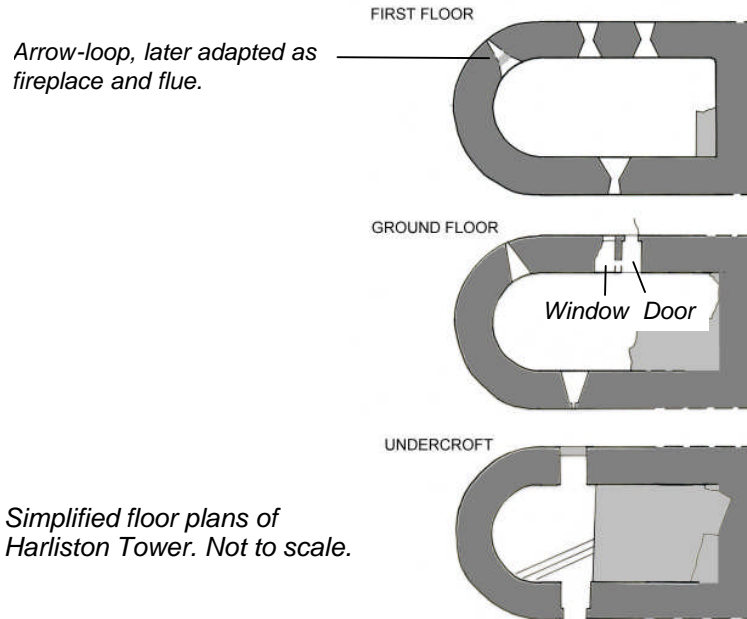 FIRST FLOOR
Arrow-loop, later adapted as
fireplace and flue.
GROUND FLOOR
Window Door
UNDERCROFT
Simplified floor plans of
Harliston Tower. Not to scale.